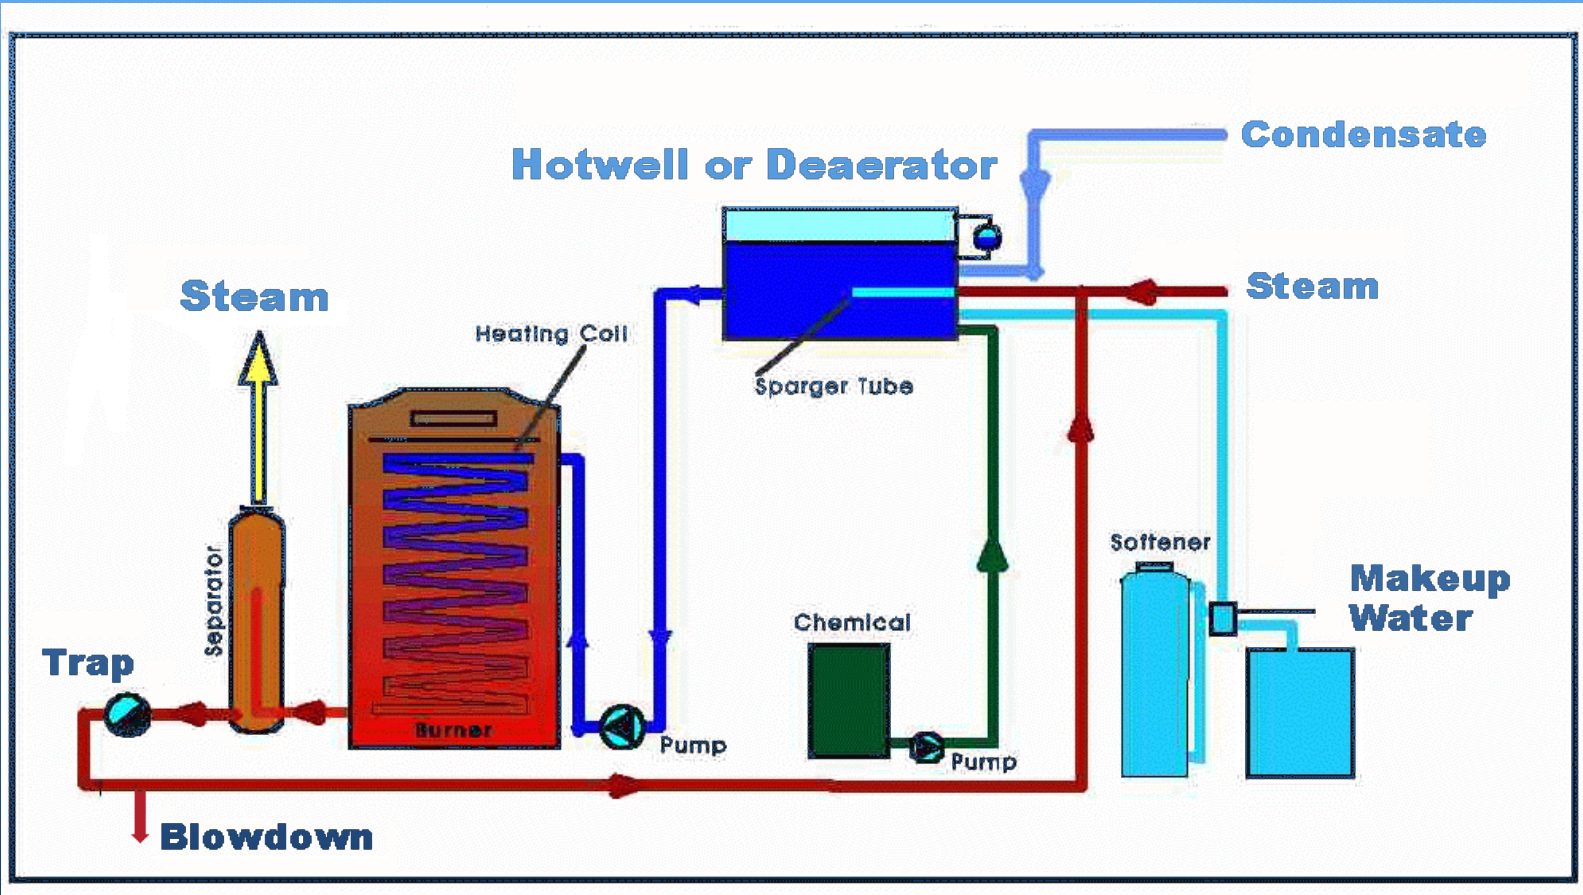 Condensate
Hotwell or Deaerator
Steam
Steam
Heating Coil
Sparger Tube
Softener
Separator
Makeup
Water
Chemical
Trap
Burner
Pump
Pump
Blowdown